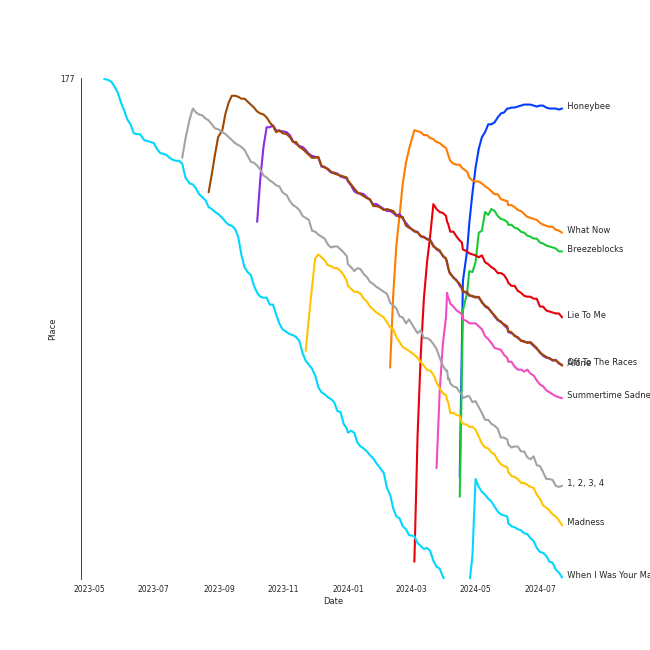 177
Honeybee
What Now
Breezeblocks
Place
Lie To Me
Off To The Races
Summertime Sadne
1, 2, 3, 4
Madness
When I Was Your Ma
2023-05 2023-07 2023-09 2023-11 2024-01 2024-03 2024-05 2024-07
Date